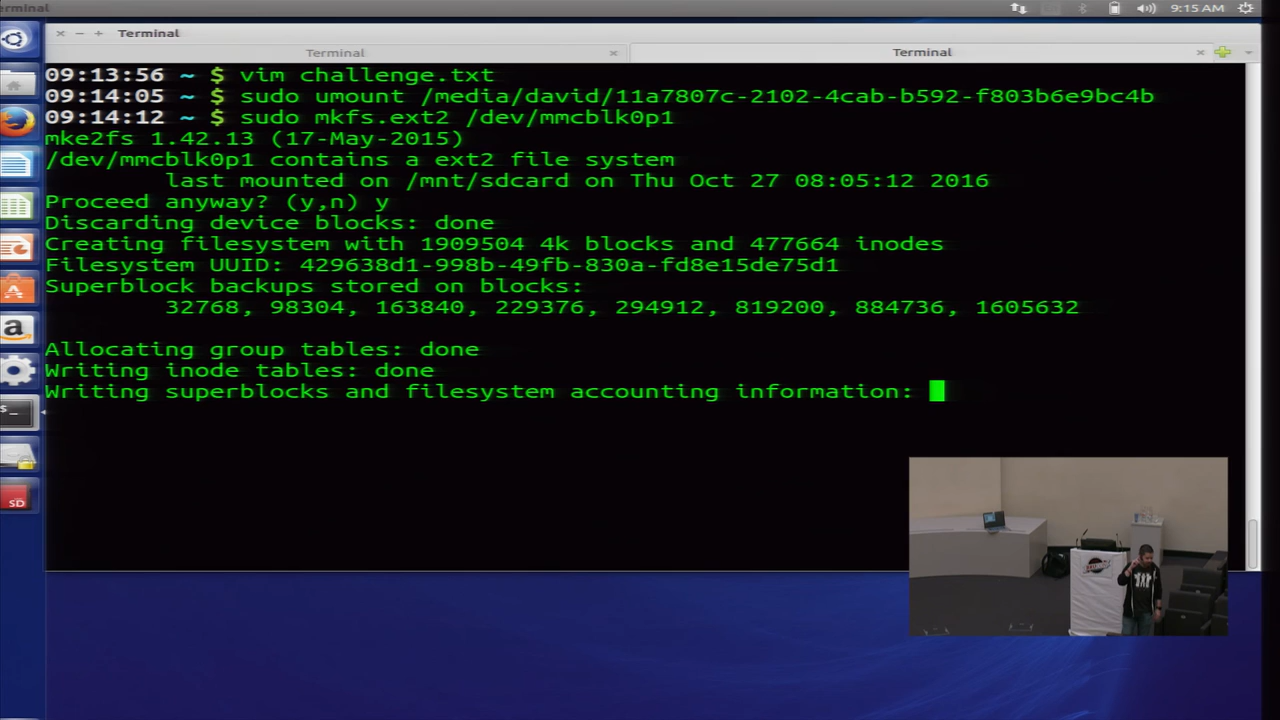 erminal
9:15 AM
Terminal
Terminal
Terminal
09:13:56 ~ $ vim challenge.txt
09:14:05 ~ $ sudo umount /media/david/11a7807c-2102-4cab-b592-f803b6e9bc4b
09:14:12 ~ $ sudo mkfs.ext2 /dev/mmcblk0p1
mke2fs 1.42.13 (17-May-2015)
/dev/mmcblk0p1 contains a ext2 file system
last mounted on /mnt/sdcard on Thu Oct 27 08:05:12 2016
Proceed anyway? (y,n) y
Discarding device blocks: done
Creating filesystem with 1909504 4k blocks and 477664 inodes
Filesystem UUID: 429638d1-998b-49fb-830a-fd8e15de75d1
Superblock backups stored on blocks:
32768, 98304, 163840, 229376, 294912, 819200, 884736, 1605632
Allocating group tables: done
Writing inode tables: done
Writing superblocks and filesystem accounting information:
SD